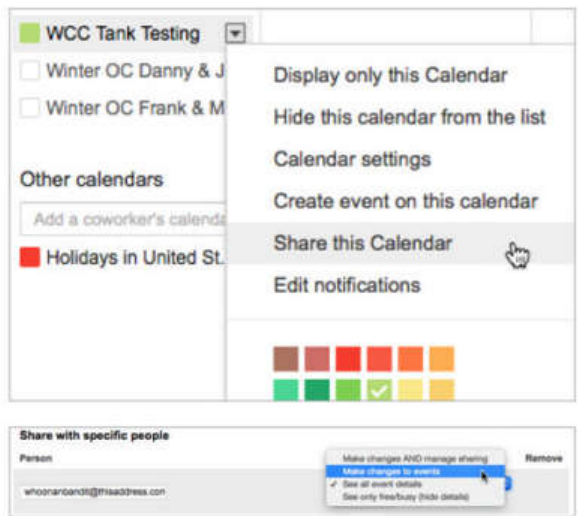 WCC Tank Testing
Winter OC Danny & J
Winter OC Frank & M
Other calendars
Add a coworker's calenda
Holidays in United St..
Display only this Calendar
Hide this calendar from the list
Calendar settings
Create event on this calendar
Share this Calendar
Edit notifications
Share with specific people
Person
Remove
whoonanbandit@thisaddress.con
Make changes AND manage sharing
Make changes to events
See all event details
See only free/busy (hide details)